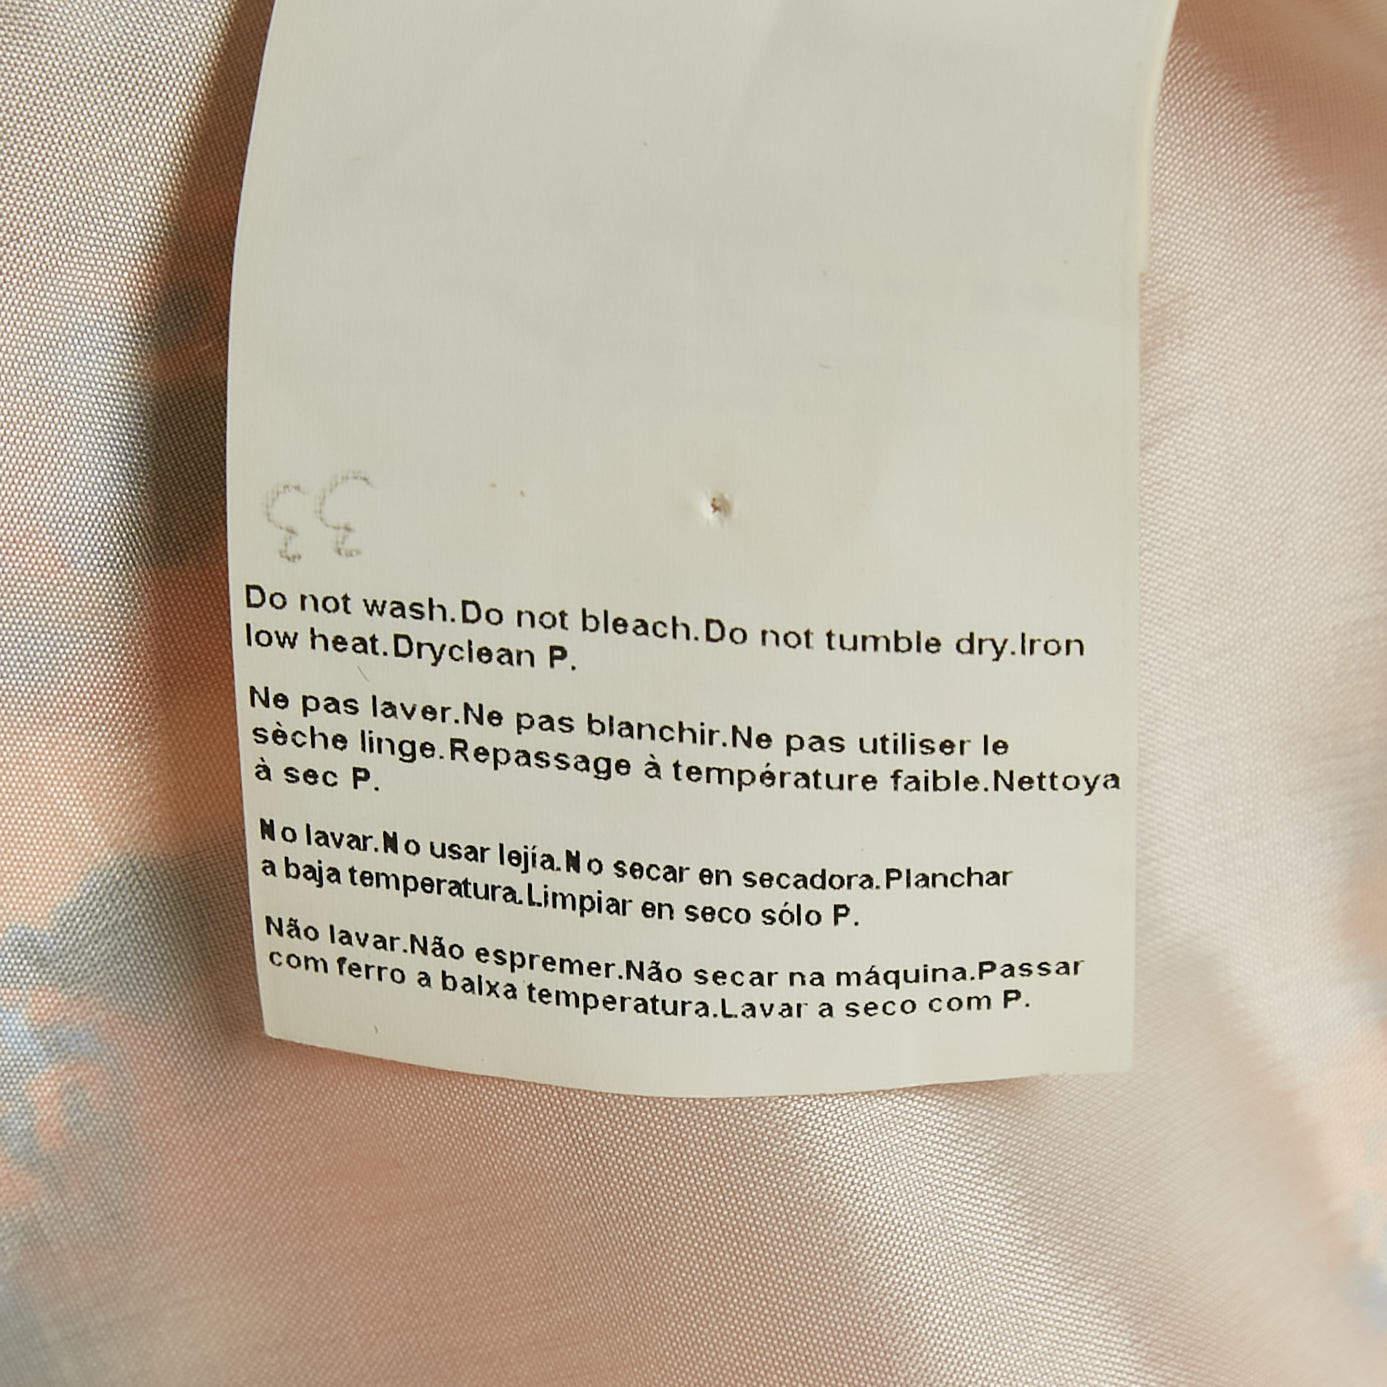 Do not wash.Do not bleach.Do not tumble dry.Iron
low heat.Dryclean P.
Ne pas laver.Ne pas blanchir.Ne pas utiliser le
sèche linge.Repassage à température faible.Nettoya
à sec P.
No lavar.No usar lejía.No secar en secadora.Planchar
a baja temperatura.Limpiar en seco sólo P.
Não lavar.Não espremer.Não secar na máquina.Passar
com ferro a baixa temperatura.Lavar a seco com P.